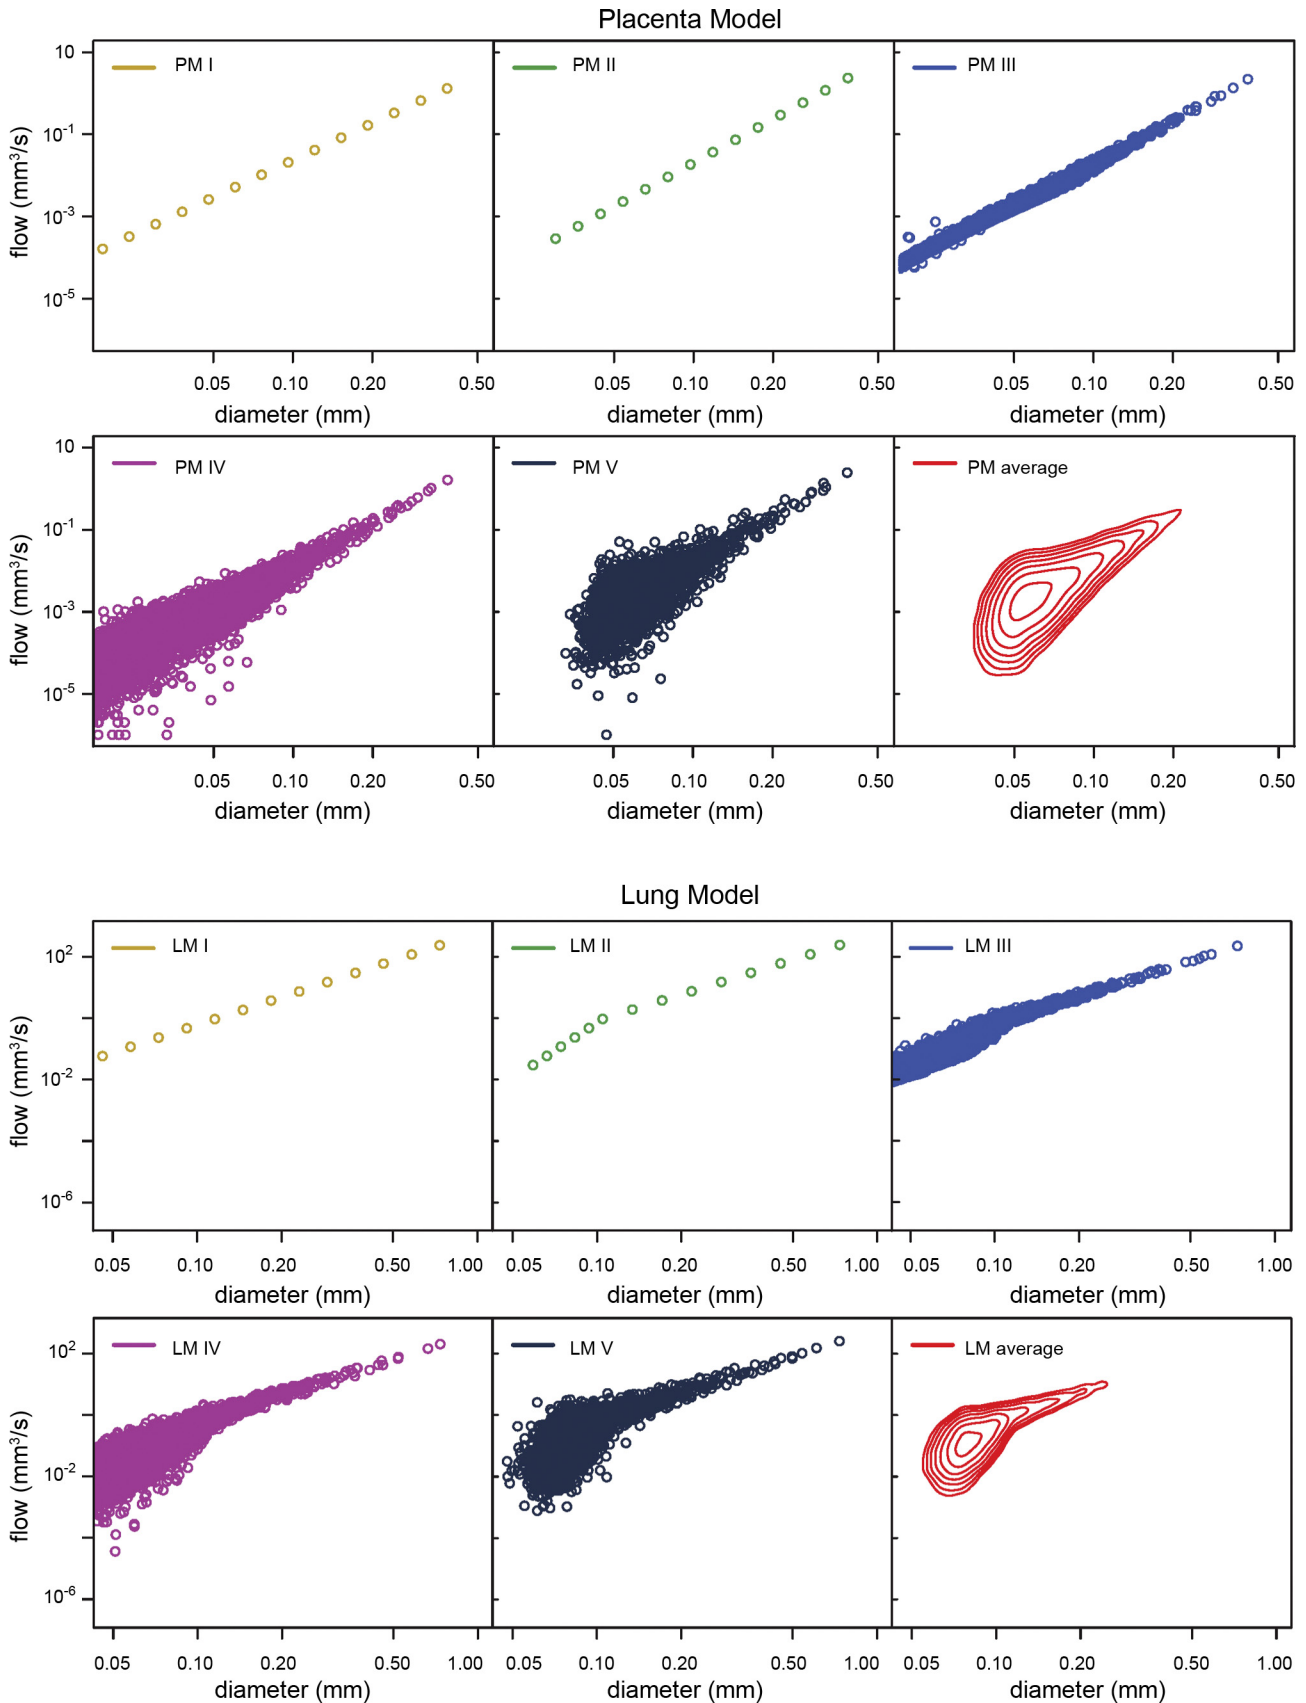 Placenta Model
PM I
PM II
PM III
flow (mm³/s)
10
10⁻¹
10⁻³
10⁻⁵
0.05 0.10 0.20 0.50
0.05 0.10 0.20 0.50
0.05 0.10 0.20 0.50
diameter (mm)
diameter (mm)
diameter (mm)
PM IV
PM V
PM average
flow (mm³/s)
10
10⁻¹
10⁻³
10⁻⁵
0.05 0.10 0.20 0.50
0.05 0.10 0.20 0.50
0.05 0.10 0.20 0.50
diameter (mm)
diameter (mm)
diameter (mm)
Lung Model
LM I
LM II
LM III
flow (mm³/s)
10²
10⁻²
10⁻⁶
0.05 0.10 0.20 0.50 1.00
0.05 0.10 0.20 0.50 1.00
0.05 0.10 0.20 0.50 1.00
diameter (mm)
diameter (mm)
diameter (mm)
LM IV
LM V
LM average
flow (mm³/s)
10²
10⁻²
10⁻⁶
0.05 0.10 0.20 0.50 1.00
0.05 0.10 0.20 0.50 1.00
0.05 0.10 0.20 0.50 1.00
diameter (mm)
diameter (mm)
diameter (mm)